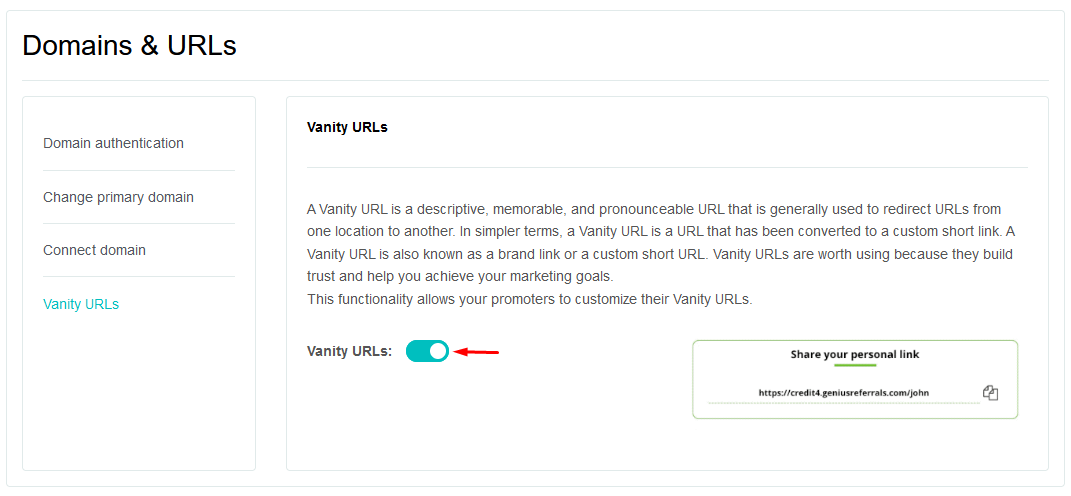 Domains & URLs
Domain authentication
Change primary domain
Connect domain
Vanity URLs
Vanity URLs
A Vanity URL is a descriptive, memorable, and pronounceable URL that is generally used to redirect URLs from
one location to another. In simpler terms, a Vanity URL is a URL that has been converted to a custom short link. A
Vanity URL is also known as a brand link or a custom short URL. Vanity URLs are worth using because they build
trust and help you achieve your marketing goals.
This functionality allows your promoters to customize their Vanity URLs.
Vanity URLs:
Share your personal link
https://credit4.geniusreferrals.com/john